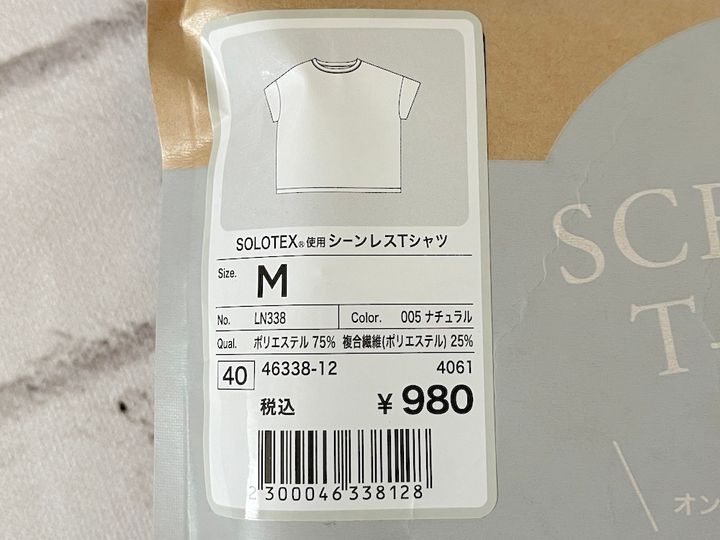 SOLOTEX®使用 シーンレスTシャツ
Size. M
No. LN338 Color. 005 ナチュラル
Qual. ポリエステル 75% 複合繊維(ポリエステル) 25%
40 46338-12 4061
税込 ¥ 980
2300046338128
SC
T
オン